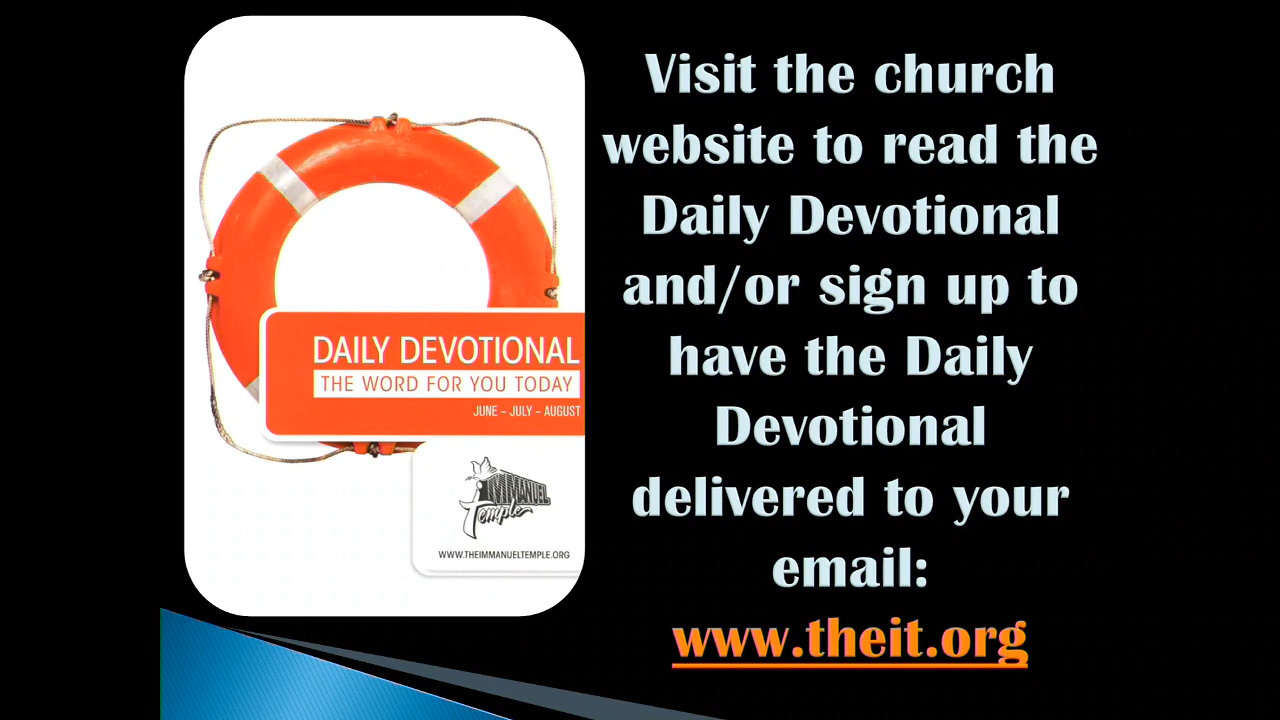 DAILY DEVOTIONAL
THE WORD FOR YOU TODAY
JUNE – JULY – AUGUST
IMMANUEL
Temple
WWW.THEIMMANUELTEMPLE.ORG
Visit the church
website to read the
Daily Devotional
and/or sign up to
have the Daily
Devotional
delivered to your
email:
www.theit.org